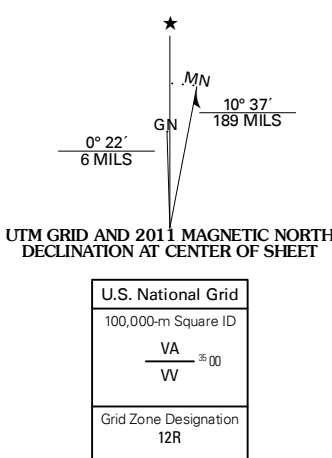 ★
MN
GN
10° 37´
189 MILS
0° 22´
6 MILS
UTM GRID AND 2011 MAGNETIC NORTH
DECLINATION AT CENTER OF SHEET
U.S. National Grid
100,000-m Square ID
VA
35 00
VV
Grid Zone Designation
12R